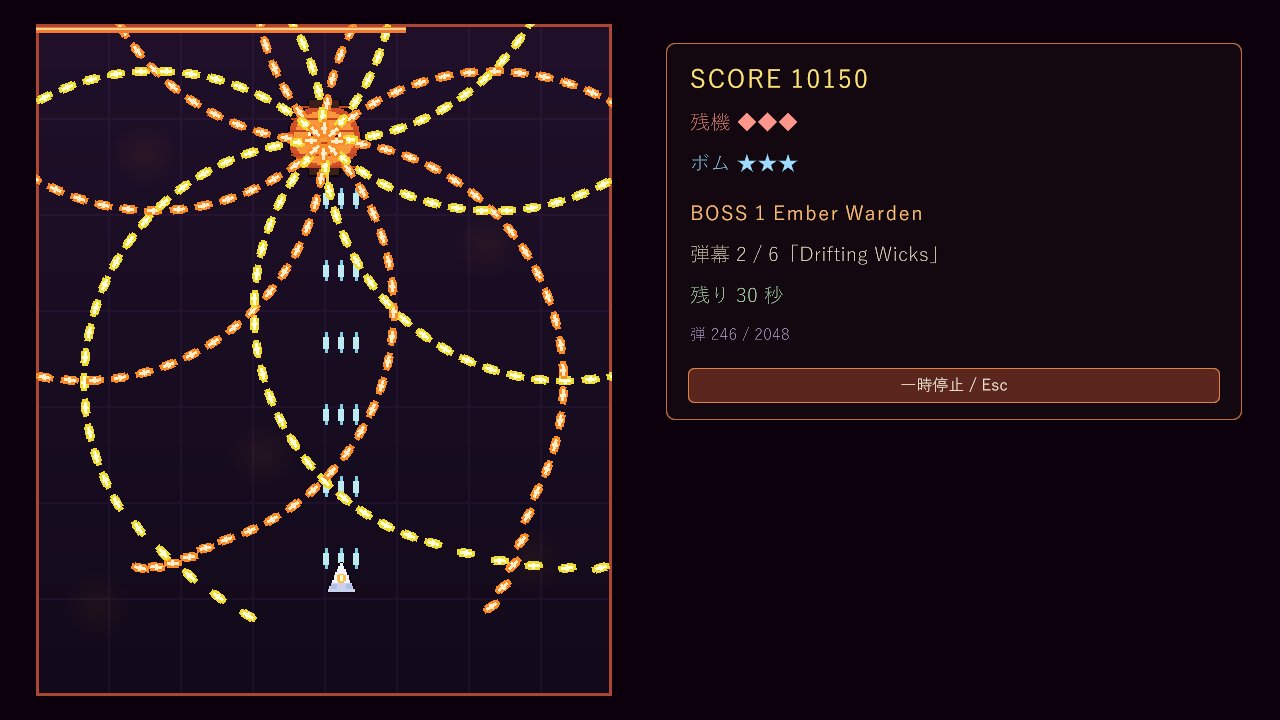 SCORE 10150
残機 ◆◆◆
ボム ★★★
BOSS 1 Ember Warden
弾幕 2 / 6「Drifting Wicks」
残り 30 秒
弾 246 / 2048
一時停止 / Esc